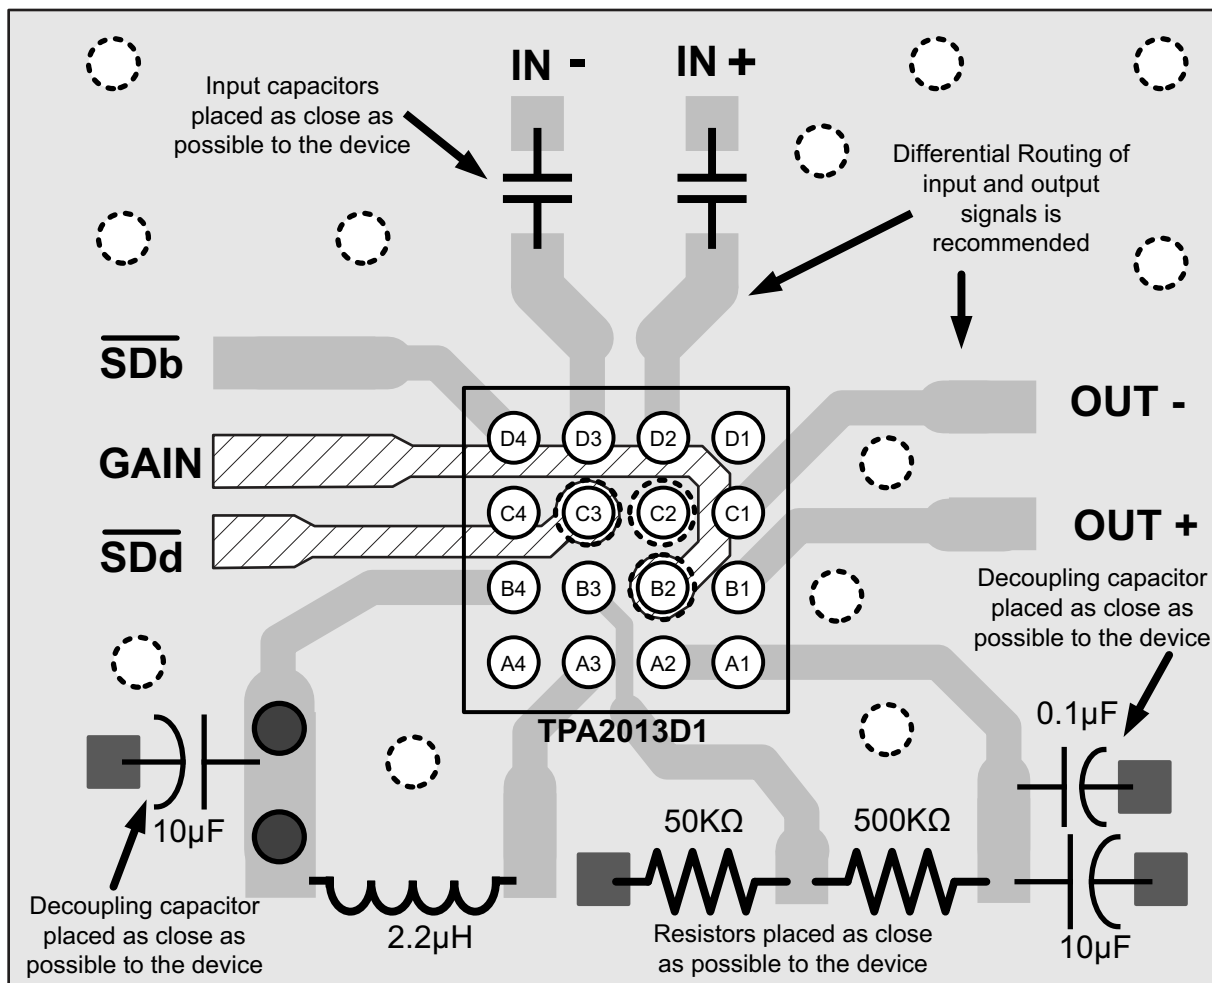 IN -
IN +
Input capacitors
placed as close as
possible to the device
Differential Routing of
input and output
signals is
recommended
SDb
GAIN
SDd
OUT -
OUT +
D4 D3 D2 D1
C4 C3 C2 C1
B4 B3 B2 B1
A4 A3 A2 A1
TPA2013D1
Decoupling capacitor
placed as close as
possible to the device
0.1µF
10µF
50KΩ
500KΩ
2.2µH
10µF
Decoupling capacitor
placed as close as
possible to the device
Resistors placed as close
as possible to the device